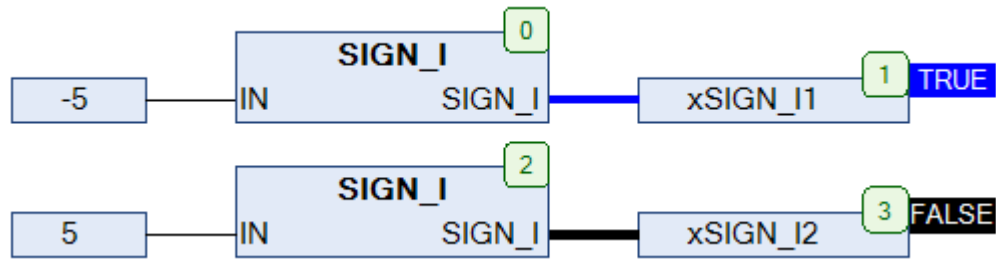 0
SIGN_I
1 TRUE
-5 IN SIGN_I xSIGN_I1
2
SIGN_I
3 FALSE
5 IN SIGN_I xSIGN_I2